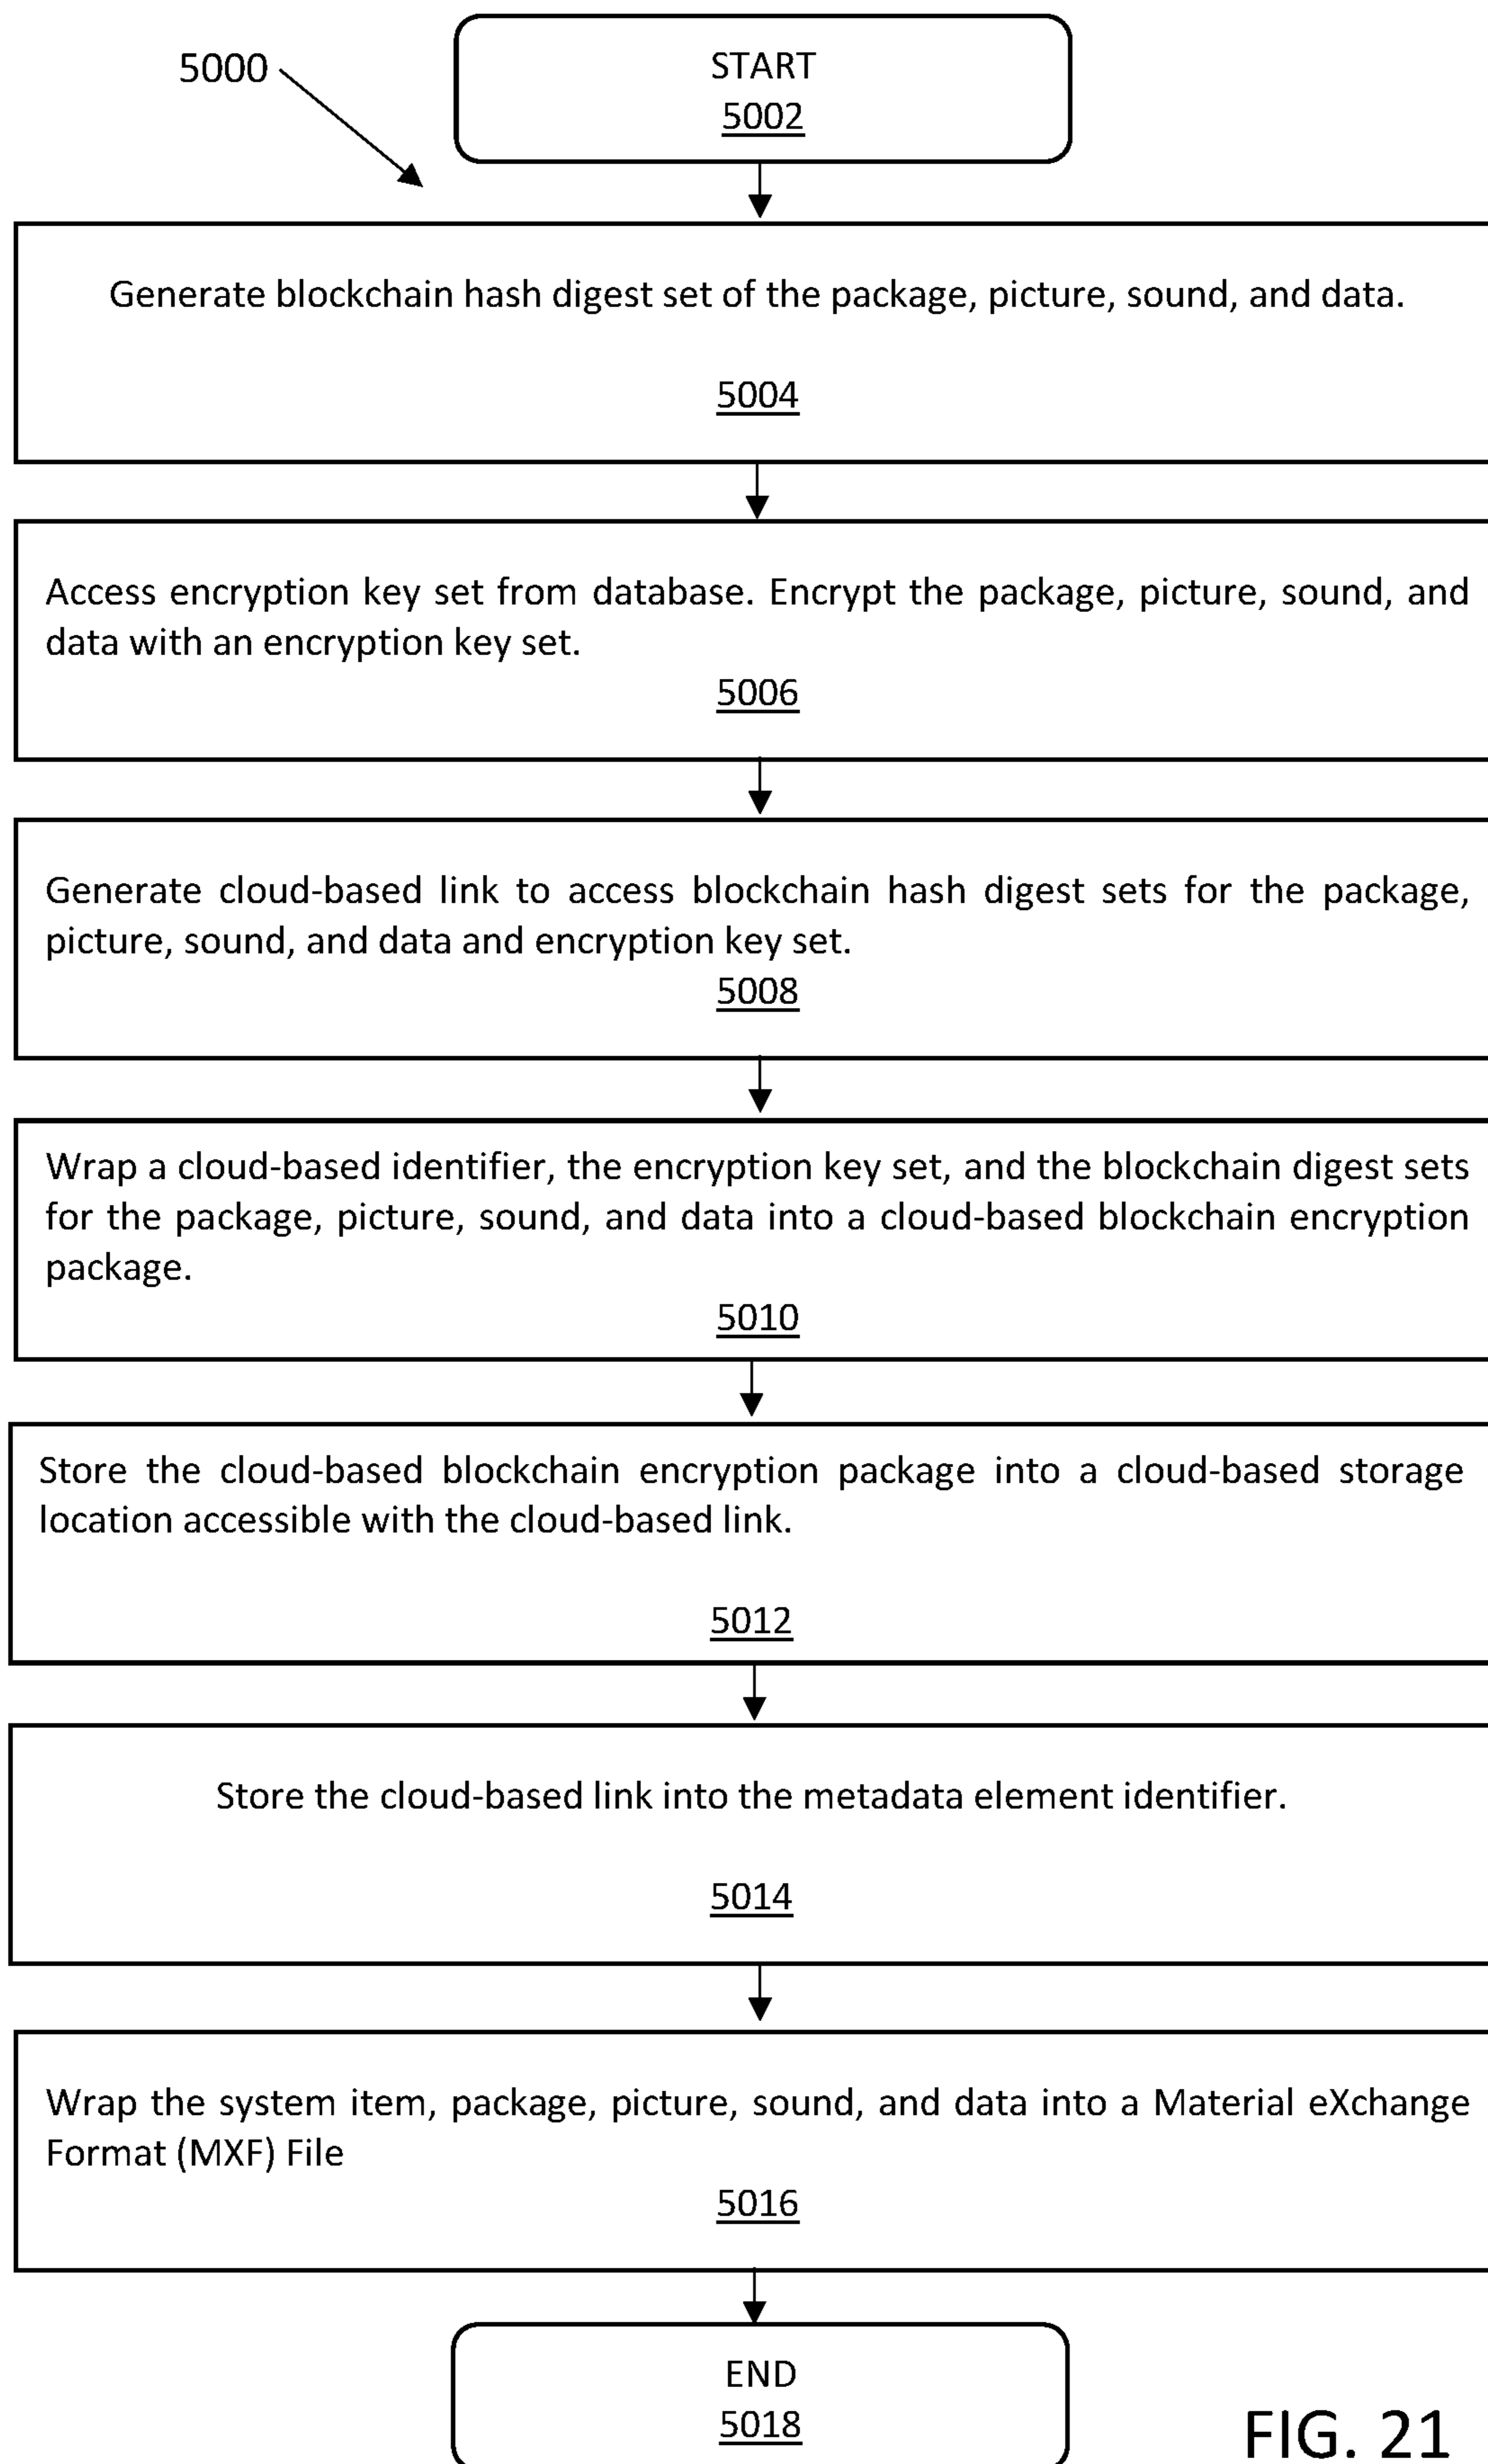 5000
START
5002
Generate blockchain hash digest set of the package, picture, sound, and data.
5004
Access encryption key set from database. Encrypt the package, picture, sound, and
data with an encryption key set.
5006
Generate cloud-based link to access blockchain hash digest sets for the package,
picture, sound, and data and encryption key set.
5008
Wrap a cloud-based identifier, the encryption key set, and the blockchain digest sets
for the package, picture, sound, and data into a cloud-based blockchain encryption
package.
5010
Store the cloud-based blockchain encryption package into a cloud-based storage
location accessible with the cloud-based link.
5012
Store the cloud-based link into the metadata element identifier.
5014
Wrap the system item, package, picture, sound, and data into a Material eXchange
Format (MXF) File
5016
END
5018
FIG. 21